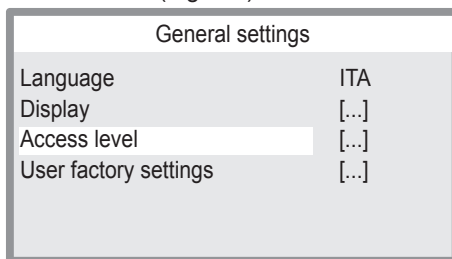 General settings
Language ITA
Display [...]
Access level [...]
User factory settings [...]